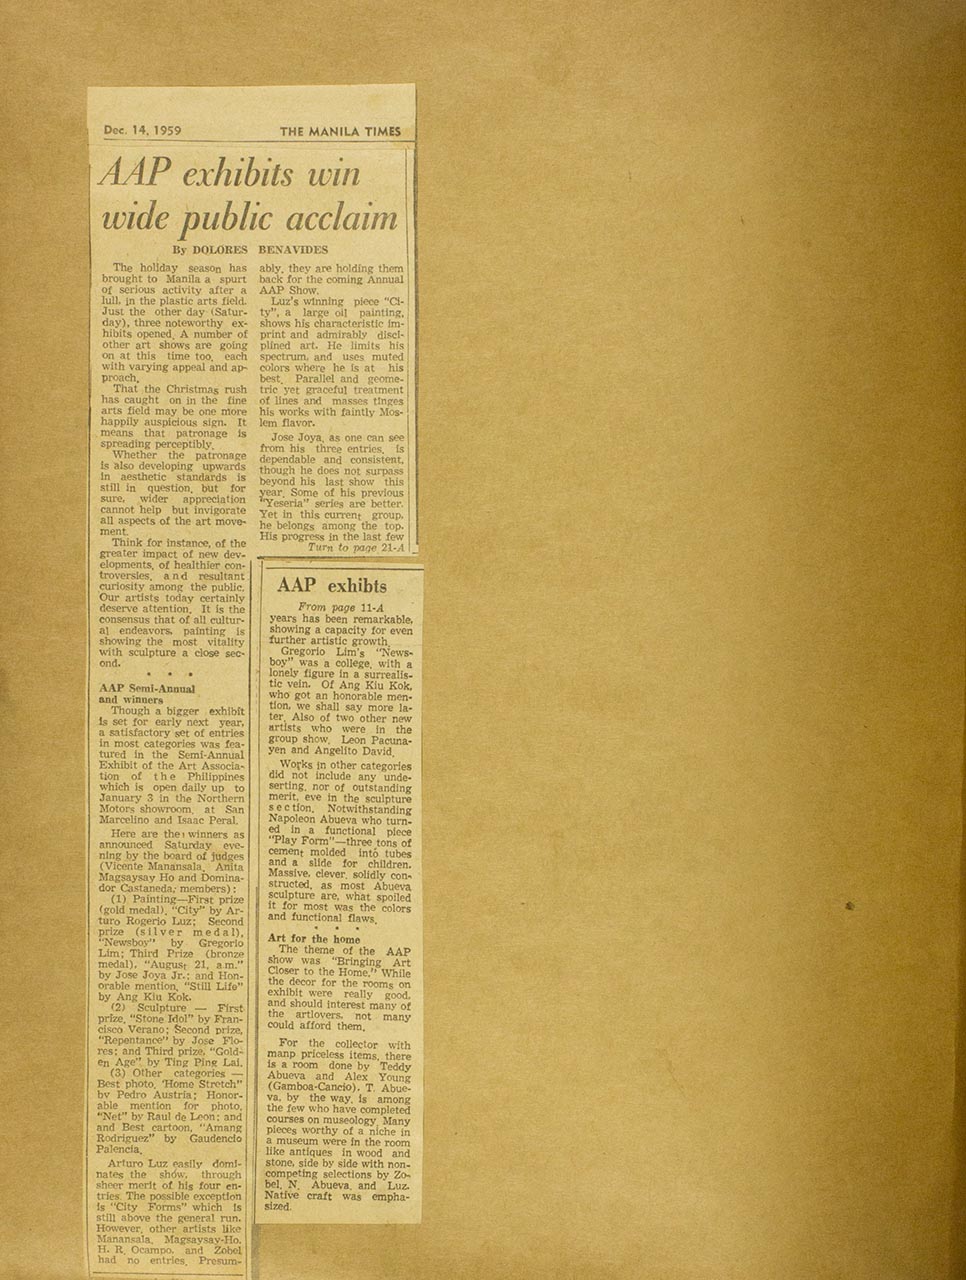 Dec. 14, 1959
THE MANILA TIMES
AAP exhibits win
wide public acclaim
By DOLORES BENAVIDES
The holiday season has
brought to Manila a spurt
of serious activity after a
lull, in the plastic arts field.
Just the other day (Satur-
day), three noteworthy ex-
hibits opened. A number of
other art shows are going
on at this time too, each
with varying appeal and ap-
proach.
That the Christmas rush
has caught on in the fine
arts field may be one more
happily auspicious sign. It
means that patronage is
spreading perceptibly.
Whether the patronage
is also developing upwards
in aesthetic standards is
still in question, but for
sure, wider appreciation
cannot help but invigorate
all aspects of the art move-
ment.
Think for instance, of the
greater impact of new dev-
elopments, of healthier con-
troversies, and resultant
curiosity among the public.
Our artists today certainly
deserve attention. It is the
consensus that of all cultur-
al endeavors, painting is
showing the most vitality
with sculpture a close sec-
ond.
* * *
AAP Semi-Annual
and winners
Though a bigger exhibit
is set for early next year,
a satisfactory set of entries
in most categories was fea-
tured in the Semi-Annual
Exhibit of the Art Associa-
tion of the Philippines
which is open daily up to
January 3 in the Northern
Motors showroom, at San
Marcelino and Isaac Peral.
Here are the winners as
announced Saturday eve-
ning by the board of judges
(Vicente Manansala, Anita
Magsaysay Ho and Domina-
dor Castaneda, members):
(1) Painting—First prize
(gold medal), "City" by Ar-
turo Rogerio Luz; Second
prize (silver medal),
"Newsboy" by Gregorio
Lim; Third Prize (bronze
medal), "August 21, a.m."
by Jose Joya Jr.; and Hon-
orable mention, "Still Life"
by Ang Kiu Kok.
(2) Sculpture — First
prize, "Stone Idol" by Fran-
cisco Verano; Second prize,
"Repentance" by Jose Flo-
res; and Third prize, "Gold-
en Age" by Ting Ping Lai.
(3) Other categories —
Best photo, 'Home Stretch"
by Pedro Austria; Honor-
able mention for photo,
"Net" by Raul de Leon; and
and Best cartoon, "Amang
Rodriguez" by Gaudencio
Palencia.
Arturo Luz easily domi-
nates the show, through
sheer merit of his four en-
tries. The possible exception
is "City Forms" which is
still above the general run.
However, other artists like
Manansala, Magsaysay-Ho,
H. R. Ocampo, and Zobel
had no entries. Presum-
ably, they are holding them
back for the coming Annual
AAP Show.
Luz's winning piece "Ci-
ty", a large oil painting,
shows his characteristic im-
print and admirably disci-
plined art. He limits his
spectrum, and uses muted
colors where he is at his
best. Parallel and geome-
tric yet graceful treatment
of lines and masses tinges
his works with faintly Mos-
lem flavor.
Jose Joya, as one can see
from his three entries, is
dependable and consistent,
though he does not surpass
beyond his last show this
year. Some of his previous
"Yeseria" series are better.
Yet in this current group,
he belongs among the top.
His progress in the last few
Turn to page 21-A
AAP exhibts
From page 11-A
years has been remarkable,
showing a capacity for even
further artistic growth.
Gregorio Lim's "News-
boy" was a college, with a
lonely figure in a surrealis-
tic vein. Of Ang Kiu Kok,
who got an honorable men-
tion, we shall say more la-
ter. Also of two other new
artists who were in the
group show, Leon Pacuna-
yen and Angelito David.
Works in other categories
did not include any unde-
serting, nor of outstanding
merit, eve in the sculpture
section. Notwithstanding
Napoleon Abueva who turn-
ed in a functional piece
"Play Form"—three tons of
cement molded into tubes
and a slide for children.
Massive, clever, solidly con-
structed, as most Abueva
sculpture are, what spoiled
it for most was the colors
and functional flaws.
* * *
Art for the home
The theme of the AAP
show was "Bringing Art
Closer to the Home." While
the decor for the rooms on
exhibit were really good,
and should interest many of
the artlovers, not many
could afford them.
For the collector with
manp priceless items, there
is a room done by Teddy
Abueva and Alex Young
(Gamboa-Cancio). T. Abue-
va, by the way, is among
the few who have completed
courses on museology. Many
pieces worthy of a niche in
a museum were in the room
like antiques in wood and
stone, side by side with non-
competing selections by Zo-
bel, N. Abueva, and Luz.
Native craft was empha-
sized.